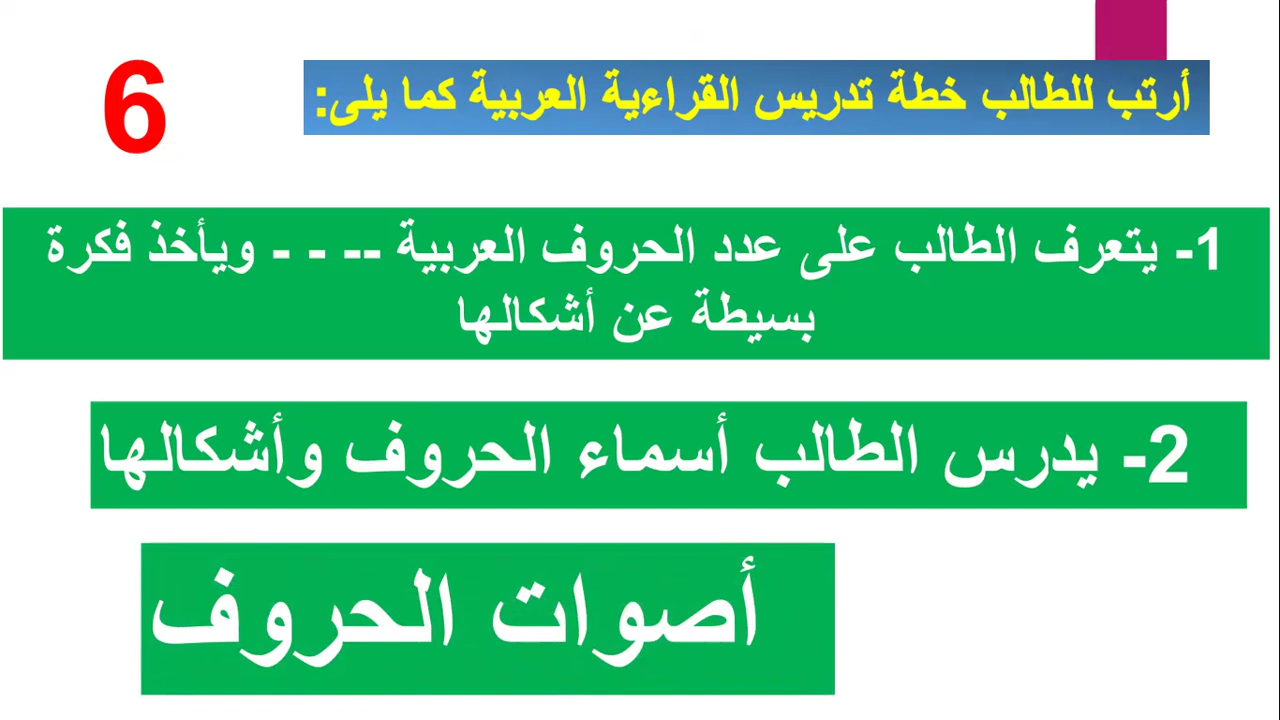 6
أرتب للطالب خطة تدريس القراءية العربية كما يلى:
1- يتعرف الطالب على عدد الحروف العربية -- - - ويأخذ فكرة
بسيطة عن أشكالها
2- يدرس الطالب أسماء الحروف وأشكالها
أصوات الحروف